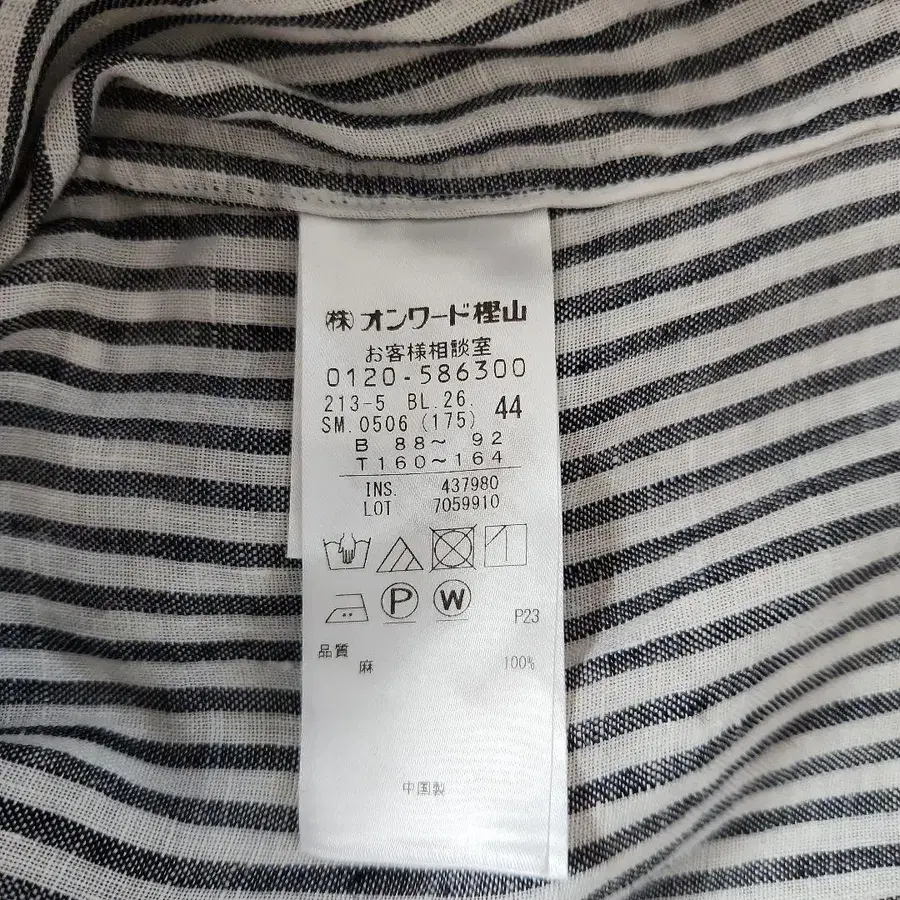 ㈱オンワード樫山
お客様相談室
0120-586300
213-5 BL.26. 44
SM.0506 (175)
B 88～ 92
T160～164
INS. 437980
LOT 7059910
P W P23
品質
麻 100%
中国製